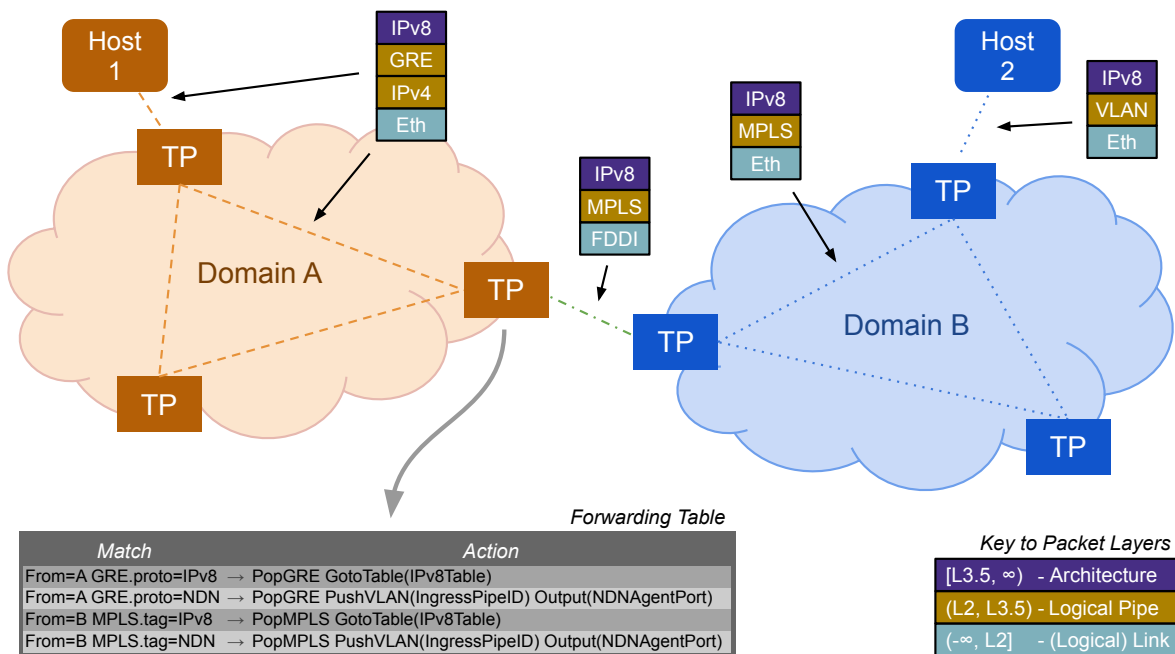 Host
1
IPv8
GRE
IPv4
Eth
Host
2
IPv8
VLAN
Eth
IPv8
MPLS
Eth
TP
IPv8
MPLS
FDDI
TP
Domain A
TP
Domain B
TP
TP
TP
Forwarding Table
Match Action
From=A GRE.proto=IPv8 → PopGRE GotoTable(IPv8Table)
From=A GRE.proto=NDN → PopGRE PushVLAN(IngressPipeID) Output(NDNAgentPort)
From=B MPLS.tag=IPv8 → PopMPLS GotoTable(IPv8Table)
From=B MPLS.tag=NDN → PopMPLS PushVLAN(IngressPipeID) Output(NDNAgentPort)
Key to Packet Layers
[L3.5, ∞) - Architecture
(L2, L3.5) - Logical Pipe
(-∞, L2] - (Logical) Link